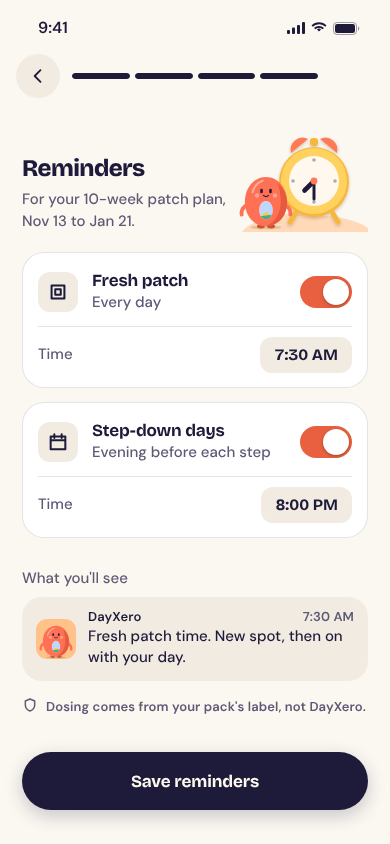 9:41
Reminders
For your 10-week patch plan,
Nov 13 to Jan 21.
Fresh patch
Every day
Time
7:30 AM
Step-down days
Evening before each step
Time
8:00 PM
What you'll see
DayXero
7:30 AM
Fresh patch time. New spot, then on
with your day.
Dosing comes from your pack's label, not DayXero.
Save reminders